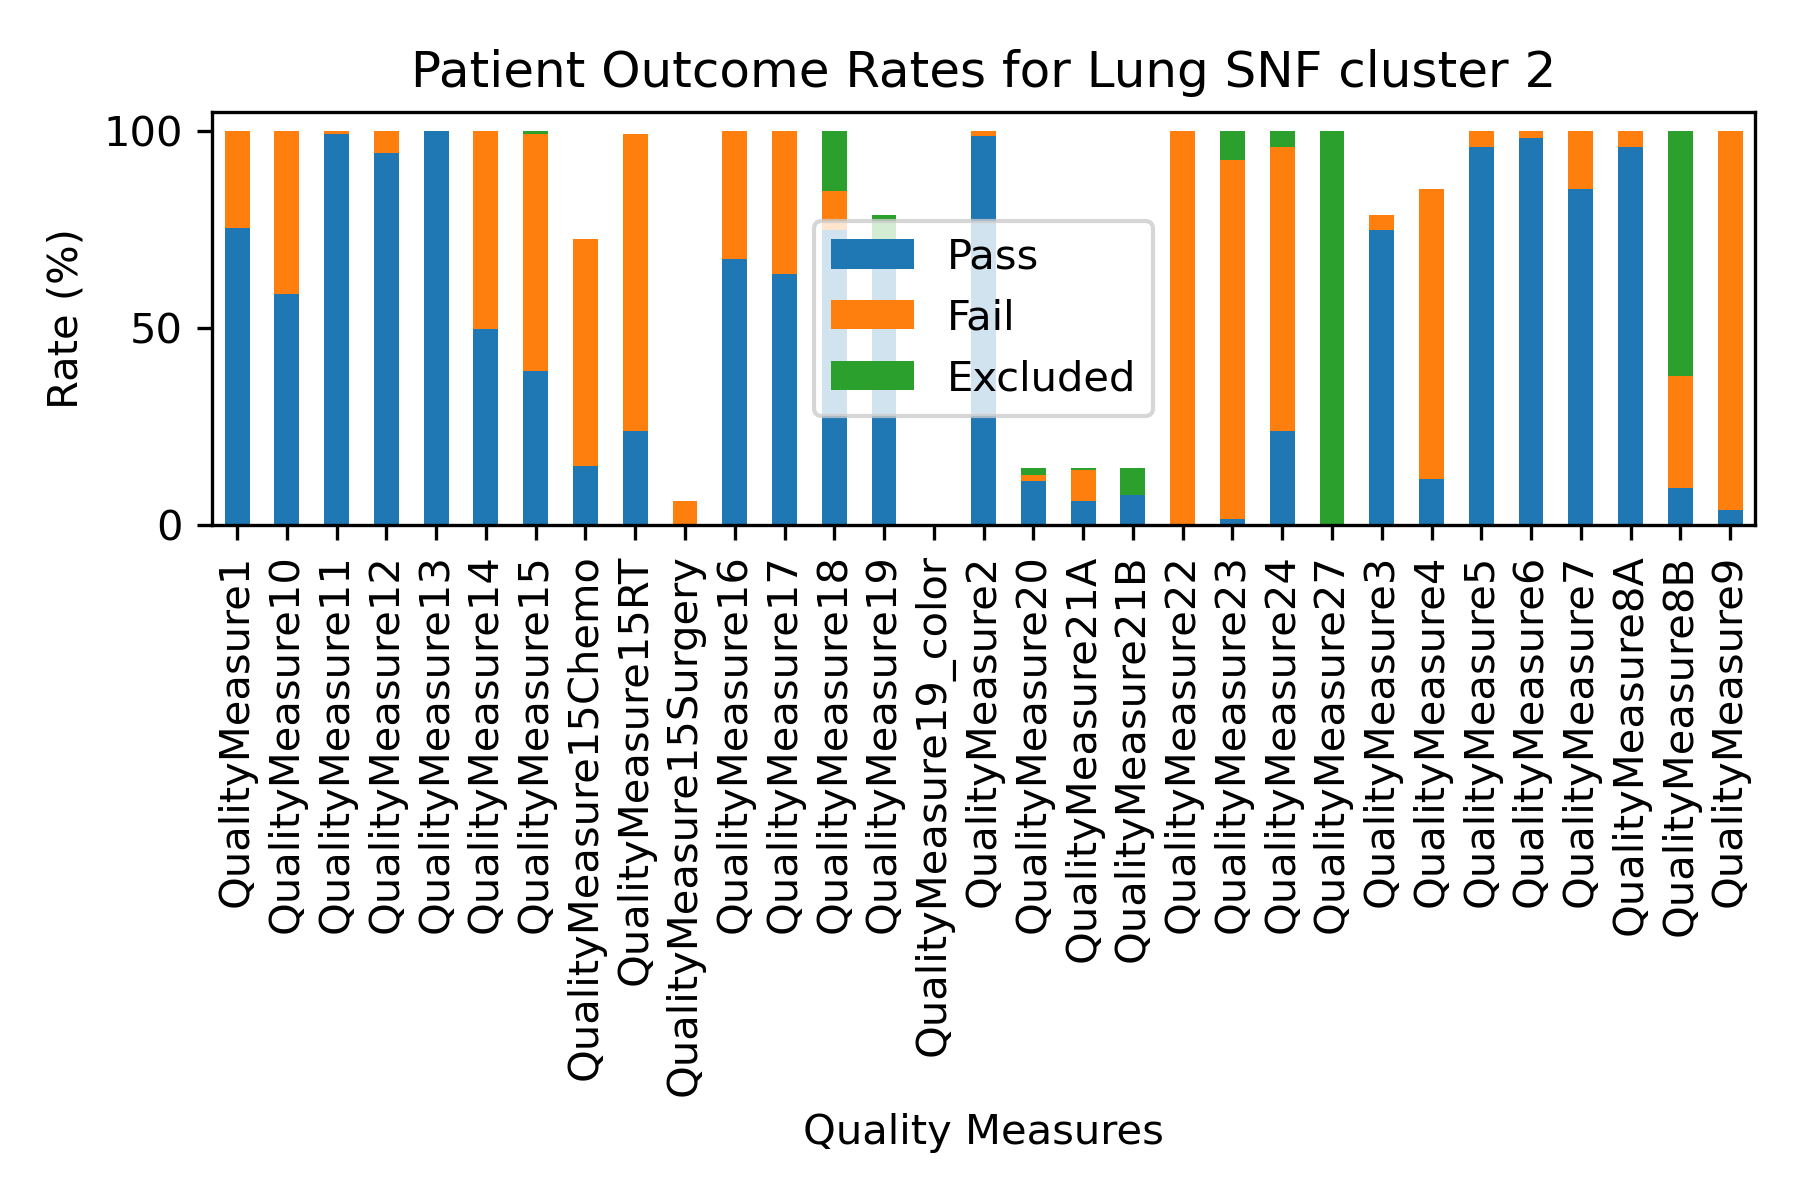 Patient Outcome Rates for Lung SNF cluster 2
100
50
0
Rate (%)
Pass
Fail
Excluded
QualityMeasure1
QualityMeasure10
QualityMeasure11
QualityMeasure12
QualityMeasure13
QualityMeasure14
QualityMeasure15
QualityMeasure15Chemo
QualityMeasure15RT
QualityMeasure15Surgery
QualityMeasure16
QualityMeasure17
QualityMeasure18
QualityMeasure19
QualityMeasure19_color
QualityMeasure2
QualityMeasure20
QualityMeasure21A
QualityMeasure21B
QualityMeasure22
QualityMeasure23
QualityMeasure24
QualityMeasure27
QualityMeasure3
QualityMeasure4
QualityMeasure5
QualityMeasure6
QualityMeasure7
QualityMeasure8A
QualityMeasure8B
QualityMeasure9
Quality Measures